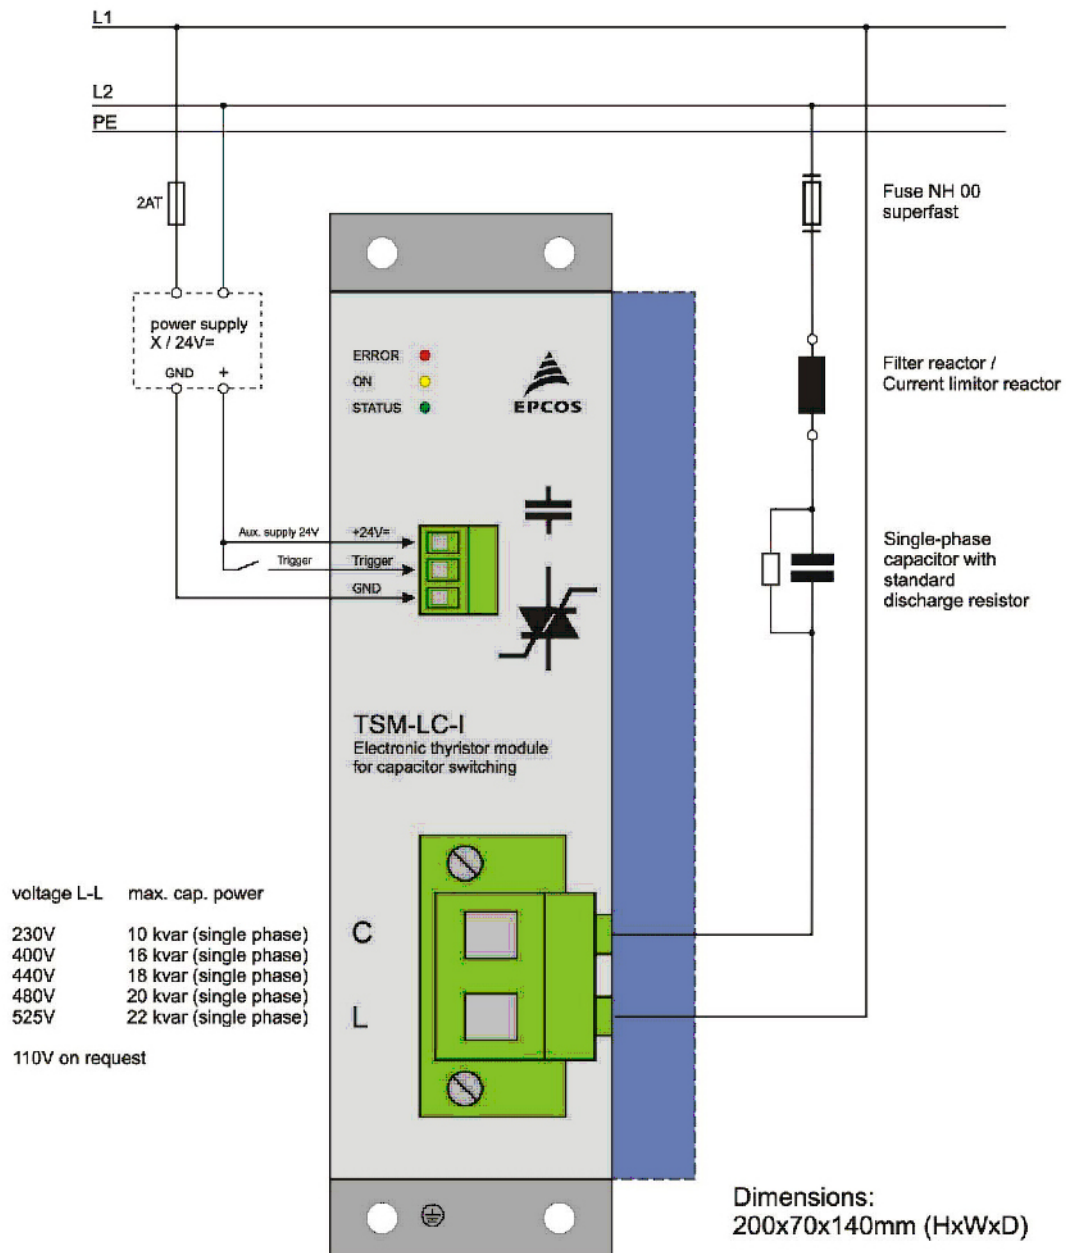 L1
L2
PE
2AT
Fuse NH 00
superfast
power supply
X / 24V=
GND +
ERROR
ON
STATUS
EPCOS
Filter reactor /
Current limitor reactor
Aux. supply 24V
+24V=
Trigger
Trigger
GND
Single-phase
capacitor with
standard
discharge resistor
TSM-LC-I
Electronic thyristor module
for capacitor switching
voltage L-L max. cap. power
230V 10 kvar (single phase)
400V 16 kvar (single phase)
440V 18 kvar (single phase)
480V 20 kvar (single phase)
525V 22 kvar (single phase)
110V on request
C
L
Dimensions:
200x70x140mm (HxWxD)